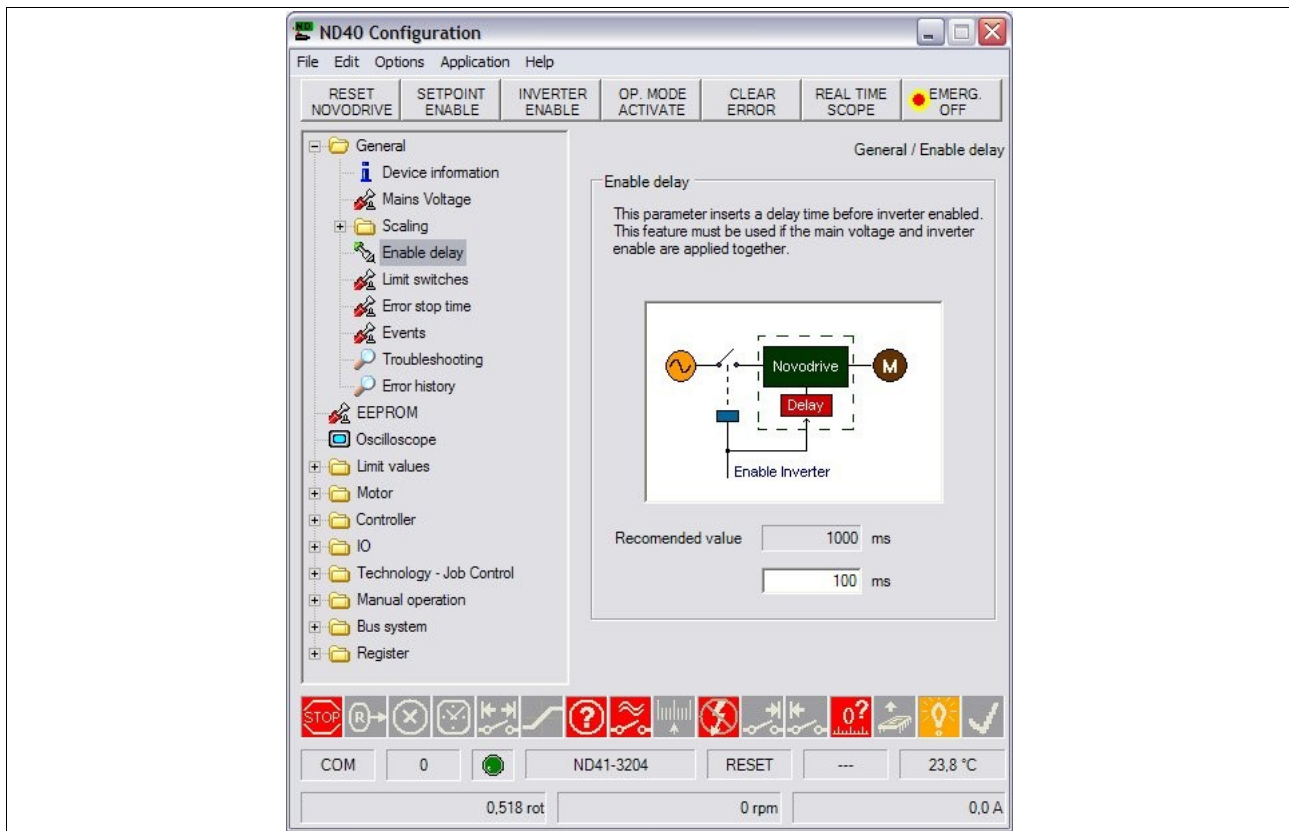 ND40 Configuration
File Edit Options Application Help
RESET NOVODRIVE
SETPOINT ENABLE
INVERTER ENABLE
OP. MODE ACTIVATE
CLEAR ERROR
REAL TIME SCOPE
EMERG. OFF
General
Device information
Mains Voltage
Scaling
Enable delay
Limit switches
Error stop time
Events
Troubleshooting
Error history
EEPROM
Oscilloscope
Limit values
Motor
Controller
IO
Technology - Job Control
Manual operation
Bus system
Register
General / Enable delay
Enable delay
This parameter inserts a delay time before inverter enabled.
This feature must be used if the main voltage and inverter
enable are applied together.
Novodrive
M
Delay
Enable Inverter
Recomended value 1000 ms
100 ms
STOP
R
?
0?
COM 0 ND41-3204 RESET --- 23,8 °C
0,518 rot 0 rpm 0,0 A